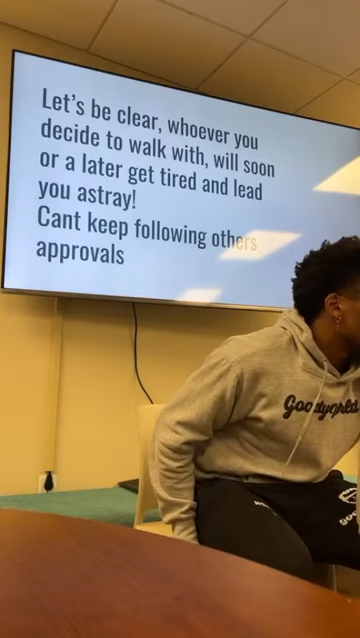 Let's be clear, whoever you
decide to walk with, will soon
or a later get tired and lead
you astray!
Cant keep following others
approvals